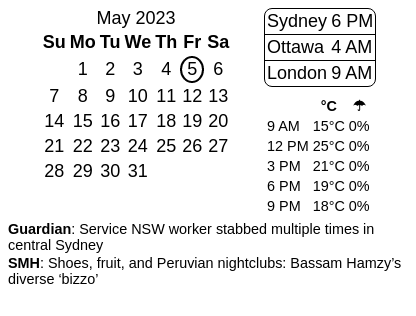 May 2023
Su Mo Tu We Th Fr Sa
1 2 3 4 5 6
7 8 9 10 11 12 13
14 15 16 17 18 19 20
21 22 23 24 25 26 27
28 29 30 31
Sydney 6 PM
Ottawa 4 AM
London 9 AM
°C ☂
9 AM 15°C 0%
12 PM 25°C 0%
3 PM 21°C 0%
6 PM 19°C 0%
9 PM 18°C 0%
Guardian: Service NSW worker stabbed multiple times in
central Sydney
SMH: Shoes, fruit, and Peruvian nightclubs: Bassam Hamzy’s
diverse ‘bizzo’